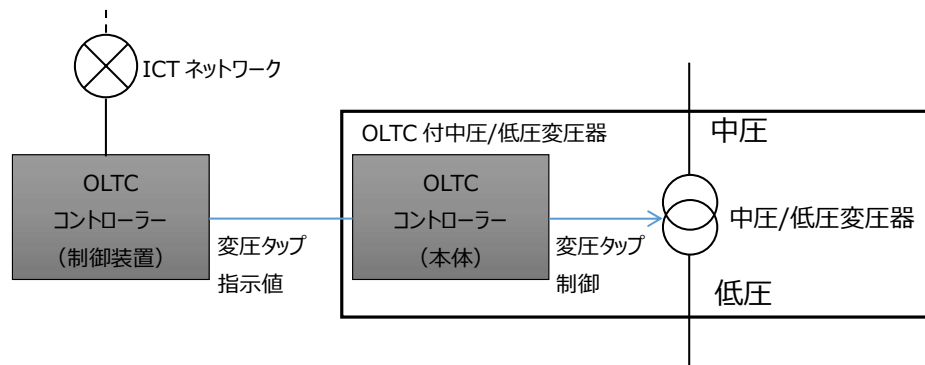 ICT ネットワーク
OLTC
コントローラー
（制御装置）
変圧タップ
指示値
OLTC 付中圧/低圧変圧器
OLTC
コントローラー
（本体）
変圧タップ
制御
中圧
中圧/低圧変圧器
低圧